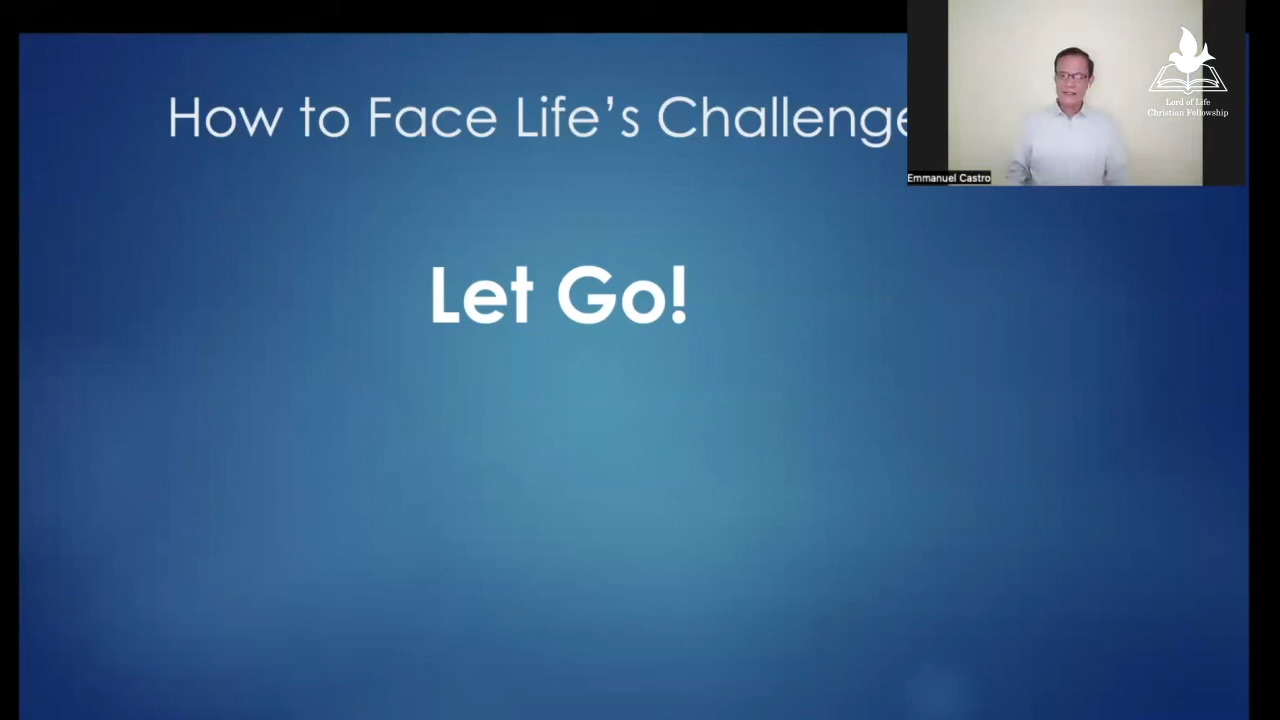 How to Face Life’s Challenge
Let Go!
Lord of Life
Christian Fellowship
Emmanuel Castro